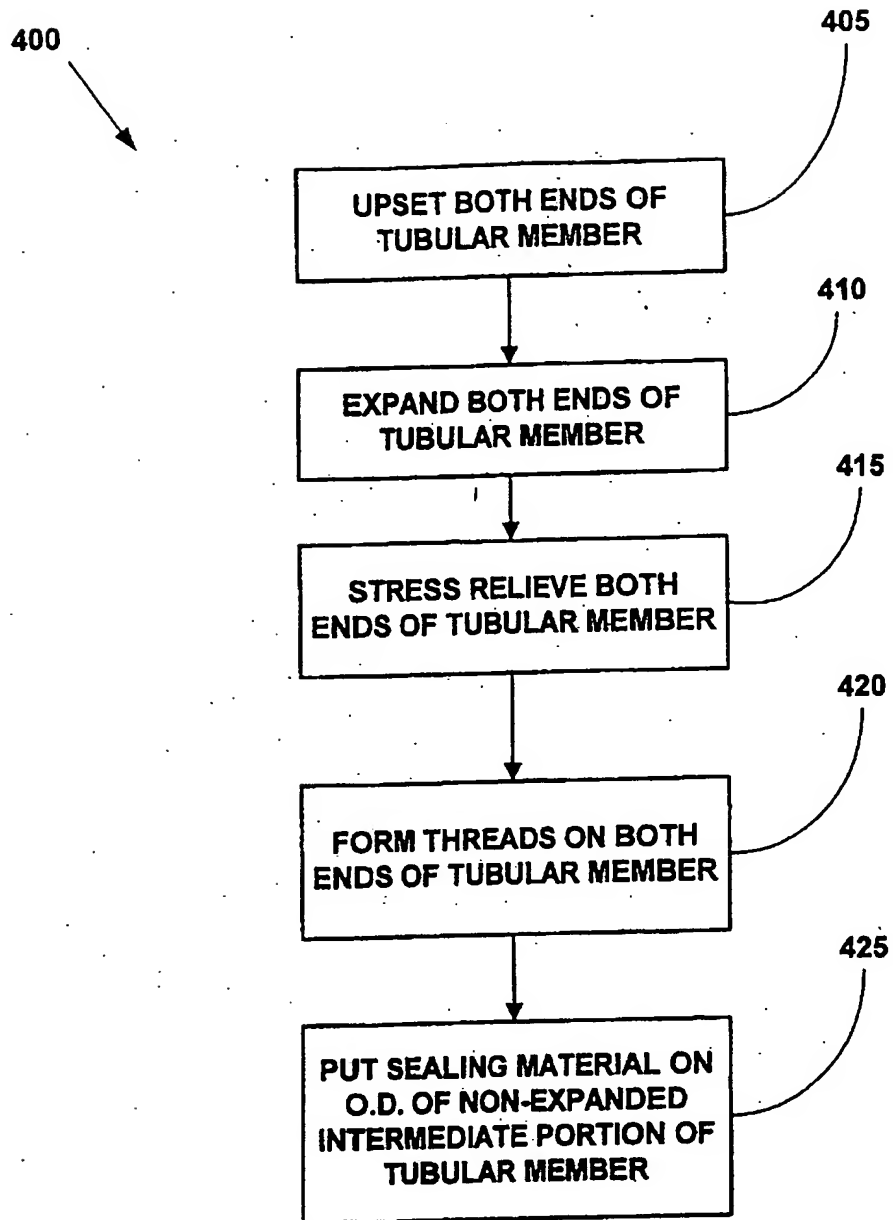 400
405
UPSET BOTH ENDS OF
TUBULAR MEMBER
410
EXPAND BOTH ENDS OF
TUBULAR MEMBER
415
STRESS RELIEVE BOTH
ENDS OF TUBULAR MEMBER
420
FORM THREADS ON BOTH
ENDS OF TUBULAR MEMBER
425
PUT SEALING MATERIAL ON
O.D. OF NON-EXPANDED
INTERMEDIATE PORTION OF
TUBULAR MEMBER